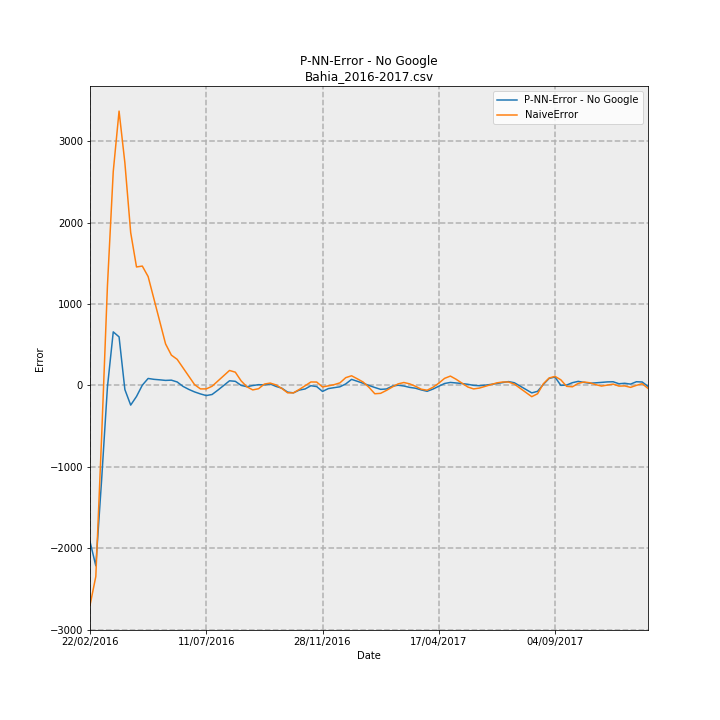 P-NN-Error - No Google
Bahia_2016-2017.csv
P-NN-Error - No Google
NaiveError
3000
2000
1000
0
−1000
−2000
−3000
Error
22/02/2016 11/07/2016 28/11/2016 17/04/2017 04/09/2017
Date